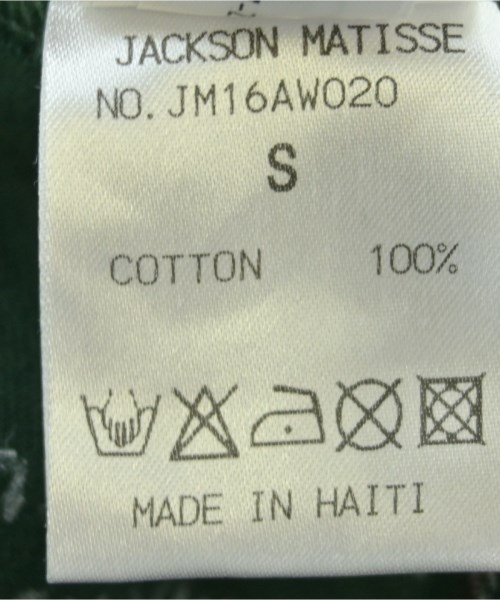 JACKSON MATISSE
NO. JM16AW020
S
COTTON 100%
MADE IN HAITI